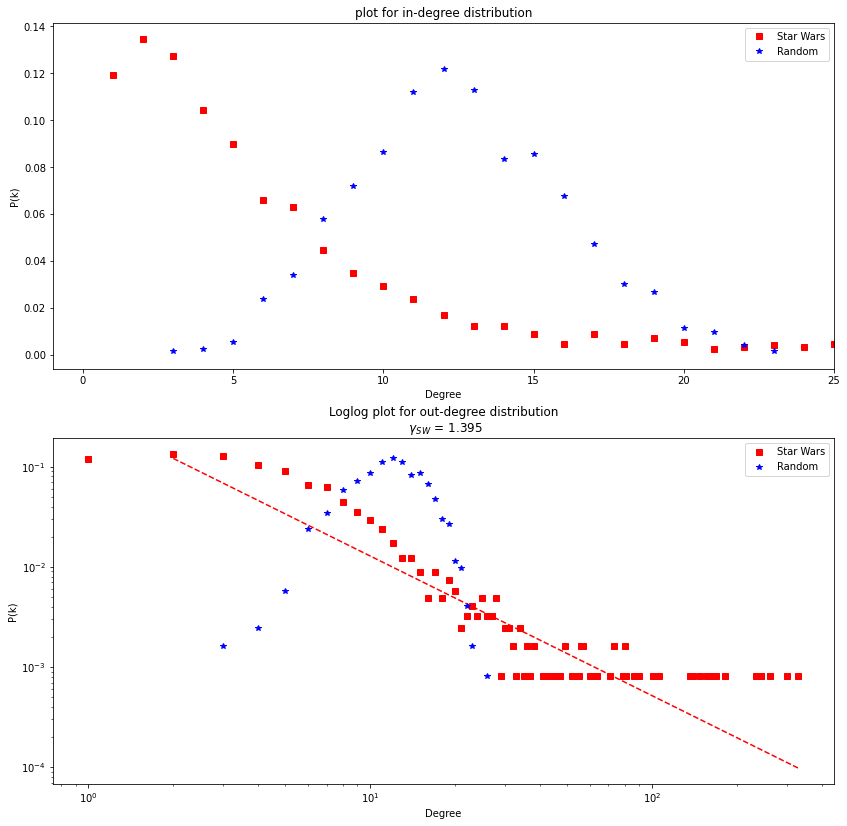 plot for in-degree distribution
0.14
0.12
0.10
0.08
0.06
0.04
0.02
0.00
P(k)
Star Wars
Random
0 5 10 15 20 25
Degree
Loglog plot for out-degree distribution
γ_SW = 1.395
10⁻¹
10⁻²
10⁻³
10⁻⁴
P(k)
Star Wars
Random
10⁰ 10¹ 10²
Degree